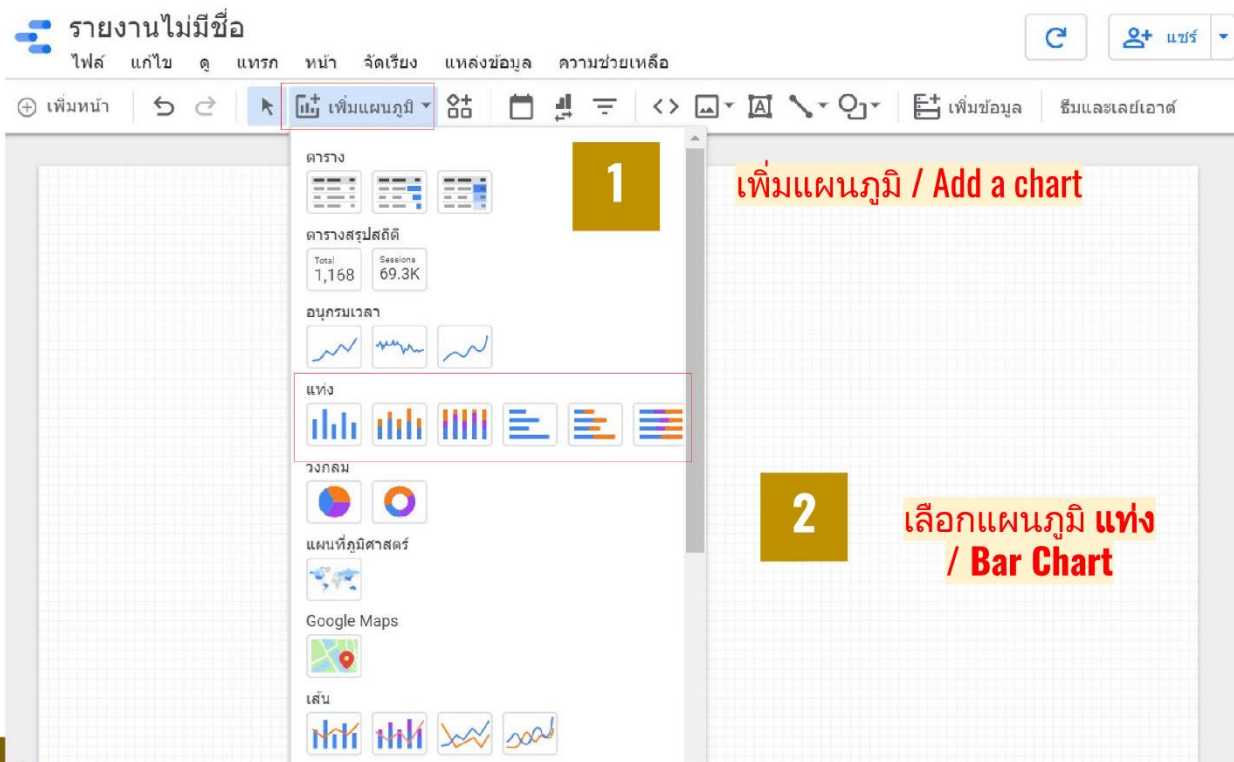 รายงานไม่มีชื่อ
ไฟล์ แก้ไข ดู แทรก หน้า จัดเรียง แหล่งข้อมูล ความช่วยเหลือ
แชร์
เพิ่มหน้า เพิ่มแผนภูมิ เพิ่มข้อมูล ธีมและเลย์เอาต์
ตาราง
1
เพิ่มแผนภูมิ / Add a chart
ตารางสรุปสถิติ
Total Sessions
1,168 69.3K
อนุกรมเวลา
แท่ง
วงกลม
2
เลือกแผนภูมิ แท่ง
/ Bar Chart
แผนที่ภูมิศาสตร์
Google Maps
เส้น